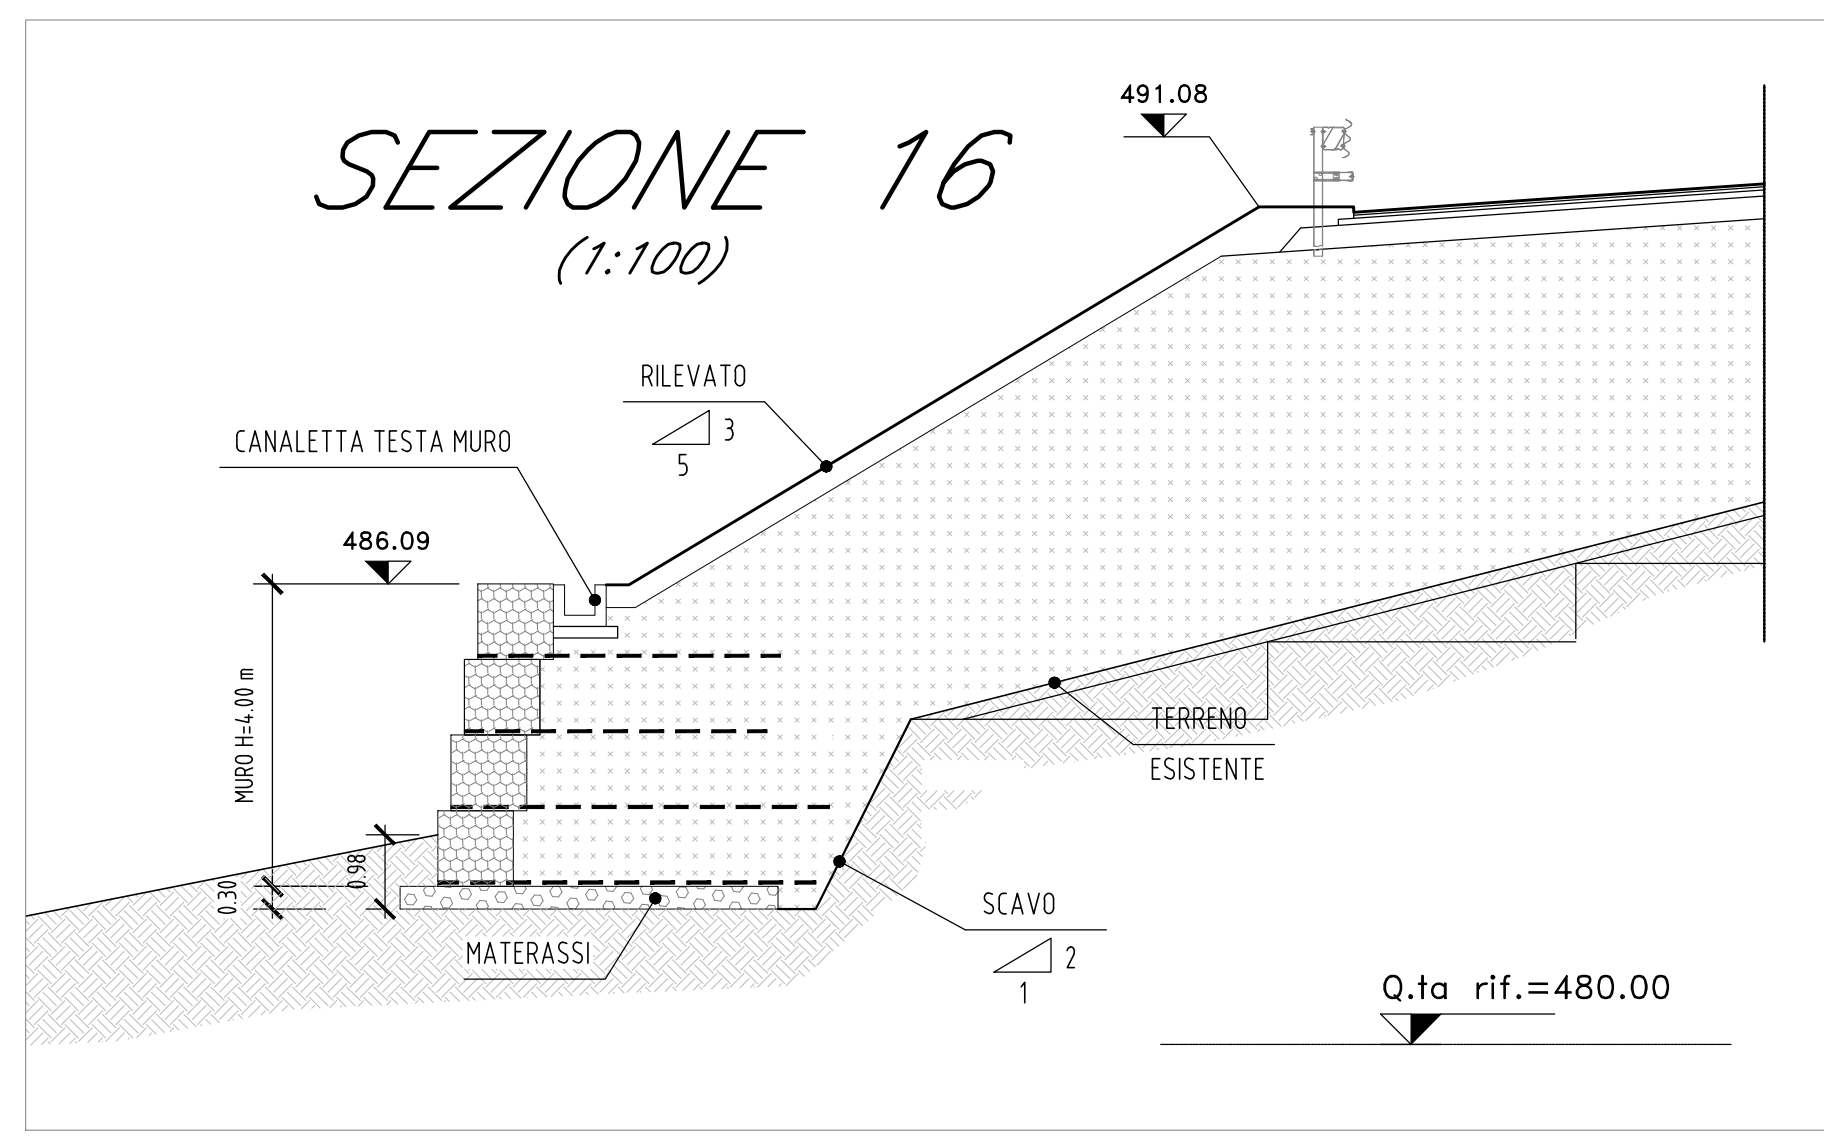 491.08
SEZIONE 16
(1:100)
RILEVATO
3
5
CANALETTA TESTA MURO
486.09
MURO H=4.00 m
TERRENO
ESISTENTE
0.98
0.30
SCAVO
2
1
MATERASSI
Q.ta rif.=480.00